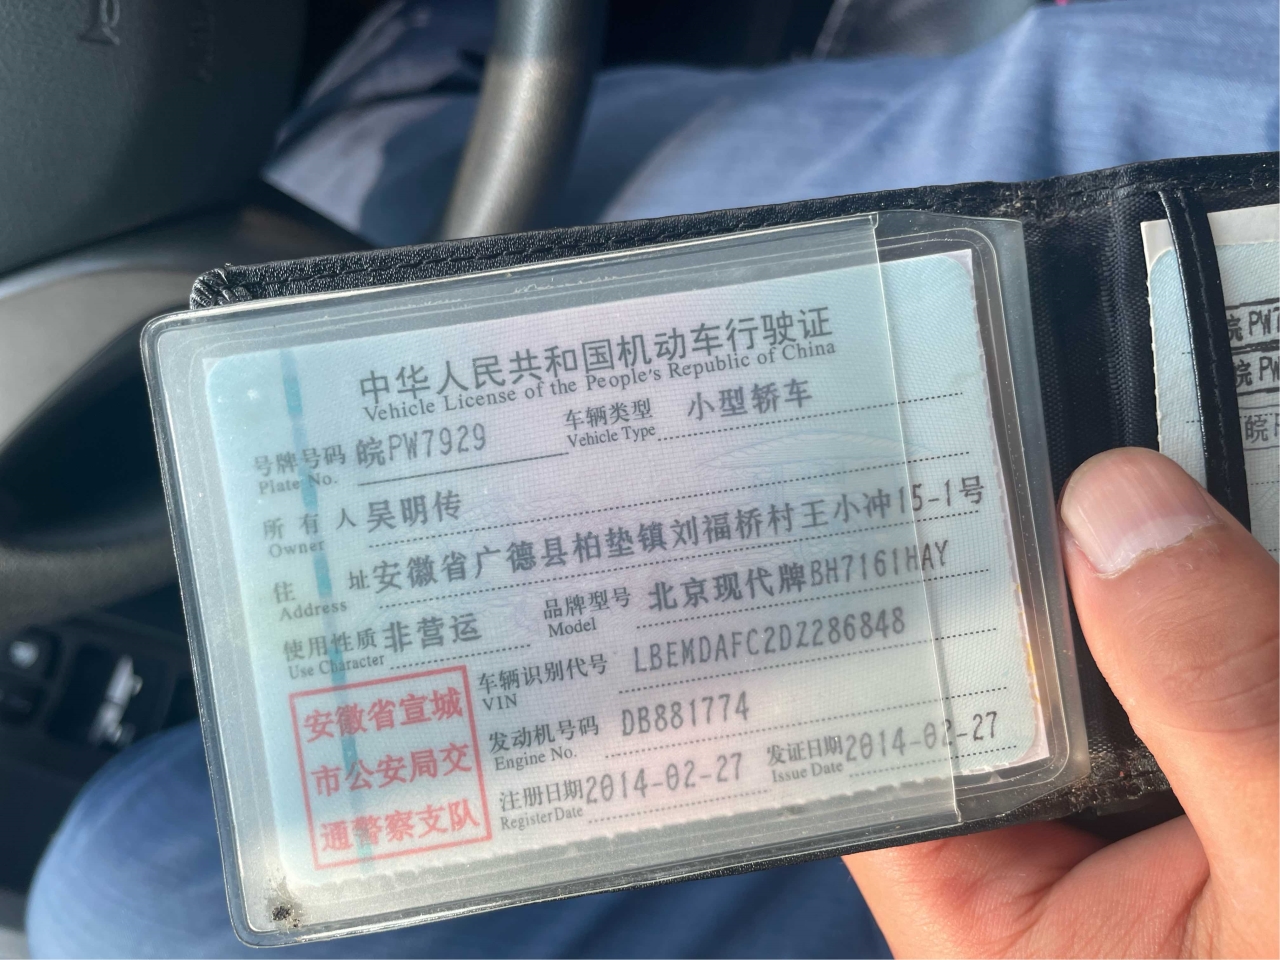 中华人民共和国机动车行驶证
Vehicle License of the People's Republic of China
号牌号码 皖PW7929 车辆类型 小型轿车
Plate No. Vehicle Type
所有人 吴明传
Owner
住址 安徽省广德县柏垫镇刘福桥村王小冲15-1号
Address
使用性质 非营运 品牌型号 北京现代牌BH7161HAY
Use Character Model
车辆识别代号 LBEMDAFC2DZ286848
VIN
发动机号码 DB881774
Engine No.
注册日期 2014-02-27 发证日期 2014-02-27
Register Date Issue Date
安徽省宣城
市公安局交
通警察支队
皖PW7
皖PW
皖